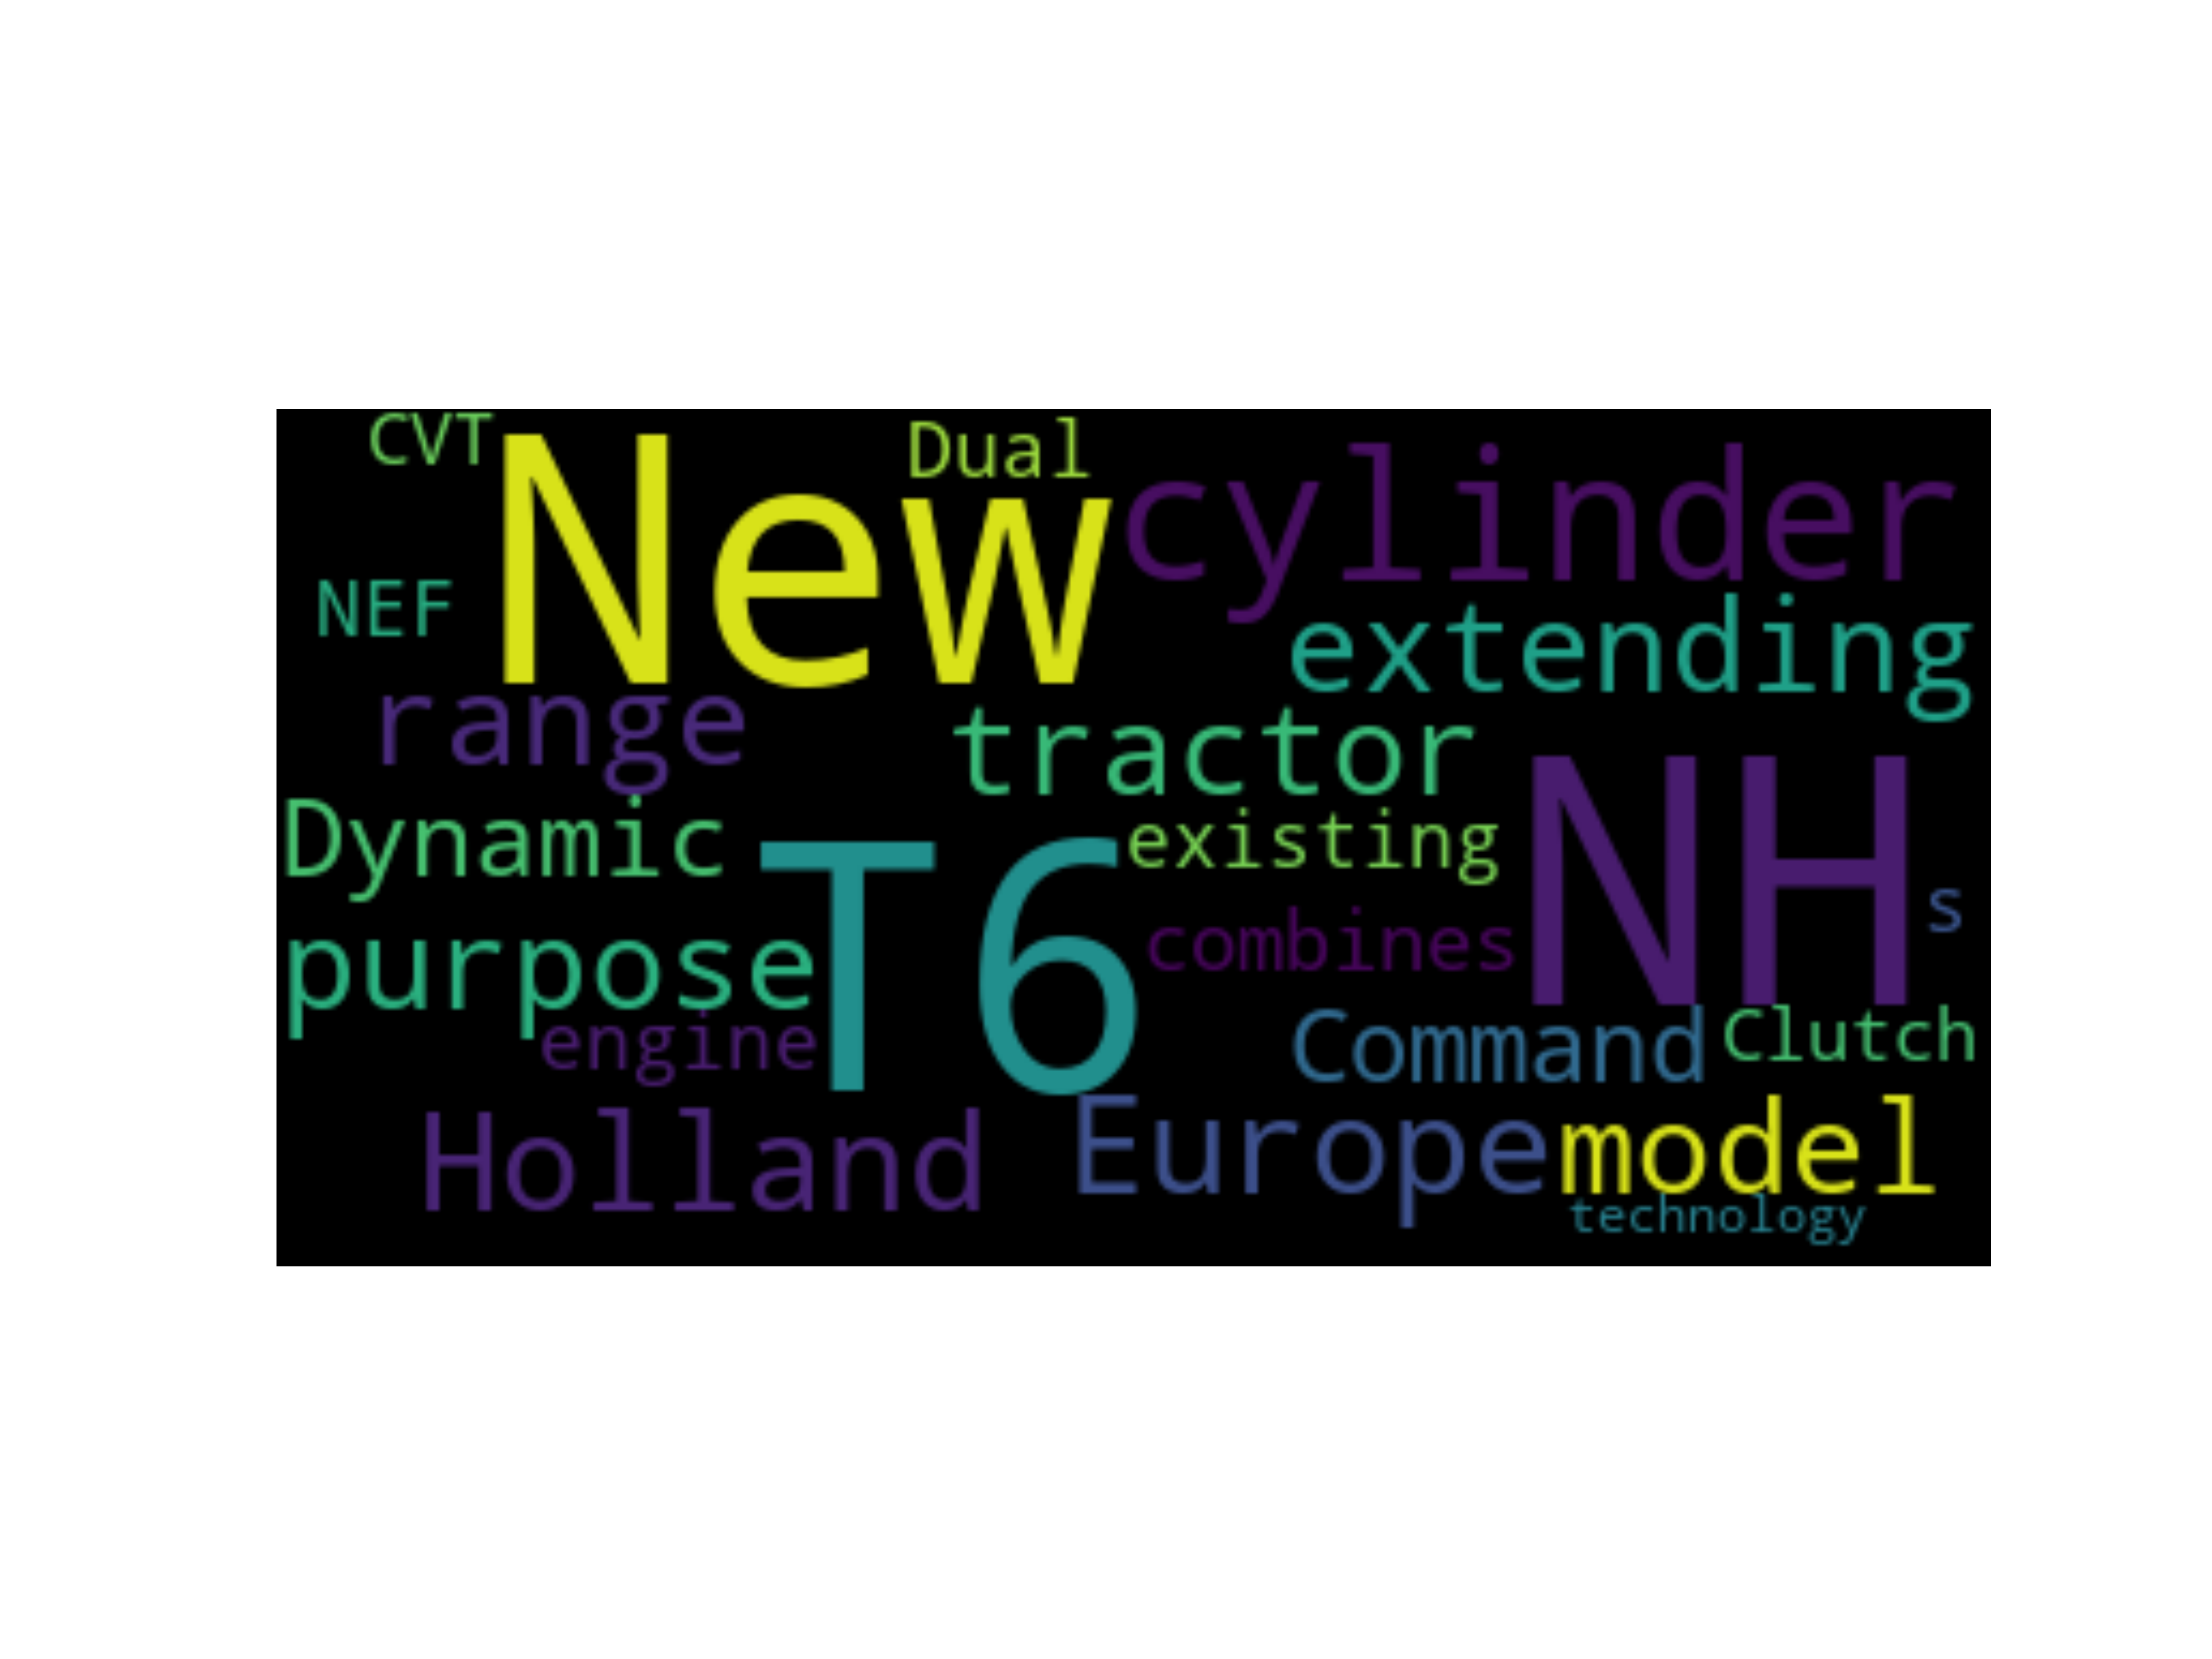 CVT
Dual
New
cylinder
NEF
extending
range
tractor
Dynamic
existing
NH
T6
s
combines
purpose
engine
Command
Clutch
Holland
Europe
model
technology